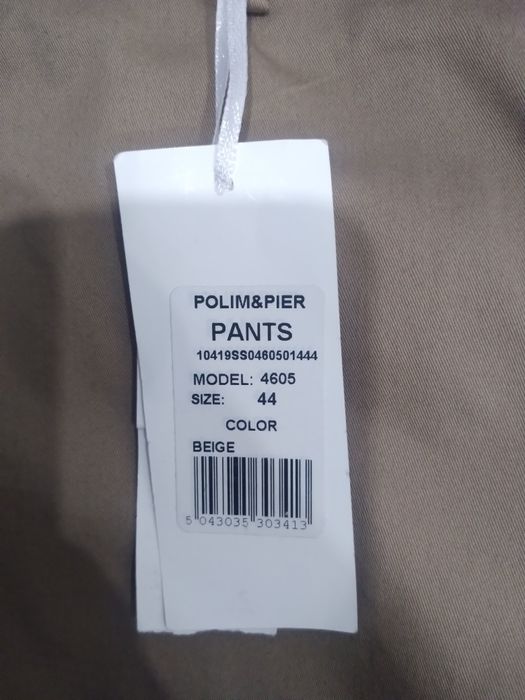 POLIM&PIER
PANTS
10419SS0460501444
MODEL: 4605
SIZE: 44
COLOR
BEIGE
5 043035 303413